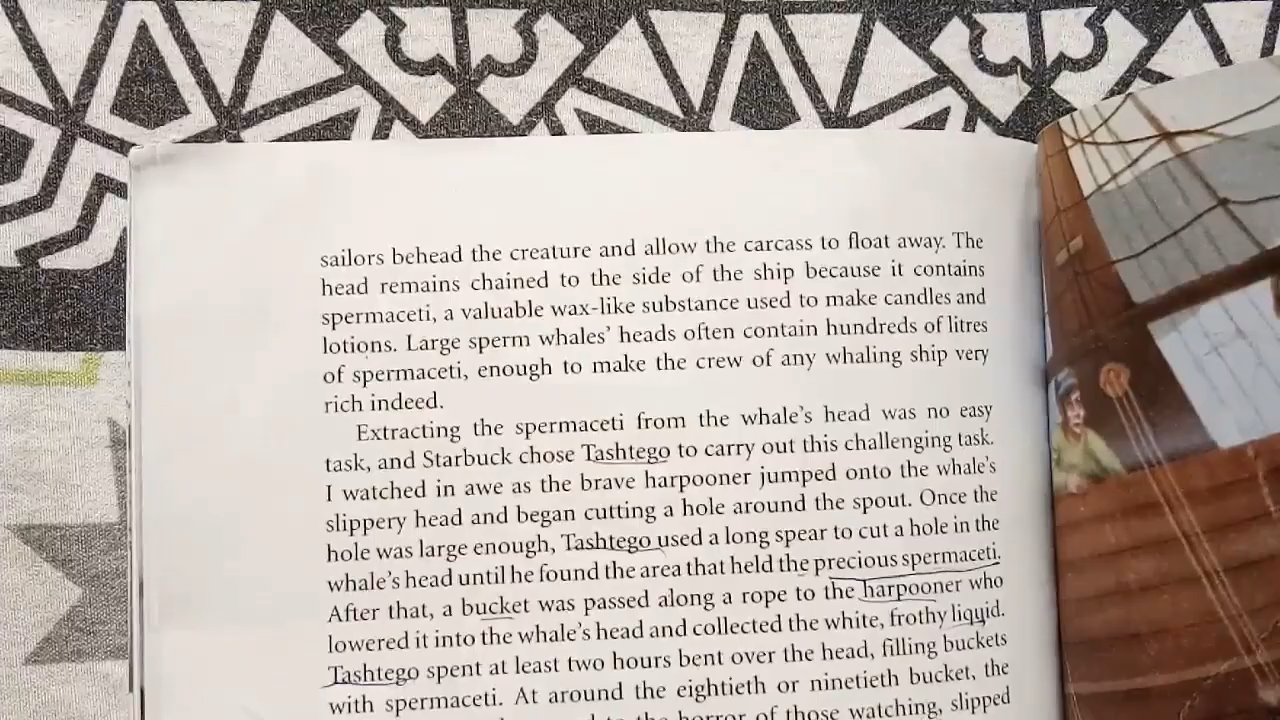 sailors behead the creature and allow the carcass to float away. The
head remains chained to the side of the ship because it contains
spermaceti, a valuable wax-like substance used to make candles and
lotions. Large sperm whales' heads often contain hundreds of litres
of spermaceti, enough to make the crew of any whaling ship very
rich indeed.
Extracting the spermaceti from the whale's head was no easy
task, and Starbuck chose Tashtego to carry out this challenging task.
I watched in awe as the brave harpooner jumped onto the whale's
slippery head and began cutting a hole around the spout. Once the
hole was large enough, Tashtego used a long spear to cut a hole in the
whale's head until he found the area that held the precious spermaceti.
After that, a bucket was passed along a rope to the harpooner who
lowered it into the whale's head and collected the white, frothy liquid.
Tashtego spent at least two hours bent over the head, filling buckets
with spermaceti. At around the eightieth or ninetieth bucket, the
the horror of those watching, slipped